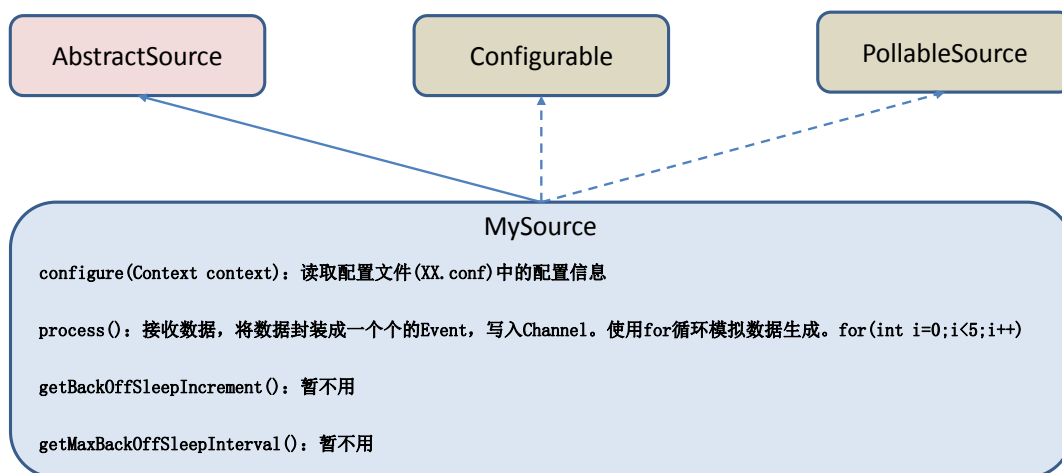 AbstractSource
Configurable
PollableSource
MySource
configure(Context context): 读取配置文件(XX.conf)中的配置信息
process(): 接收数据，将数据封装成一个个的Event，写入Channel。使用for循环模拟数据生成。for(int i=0;i<5;i++)
getBackOffSleepIncrement(): 暂不用
getMaxBackOffSleepInterval(): 暂不用